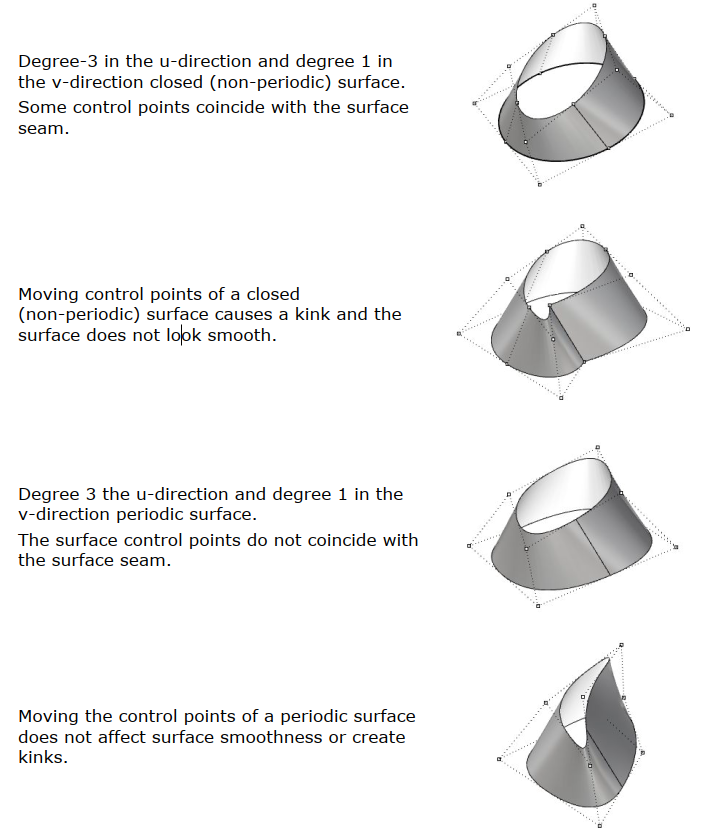 Degree-3 in the u-direction and degree 1 in
the v-direction closed (non-periodic) surface.
Some control points coincide with the surface
seam.
Moving control points of a closed
(non-periodic) surface causes a kink and the
surface does not look smooth.
Degree 3 the u-direction and degree 1 in the
v-direction periodic surface.
The surface control points do not coincide with
the surface seam.
Moving the control points of a periodic surface
does not affect surface smoothness or create
kinks.